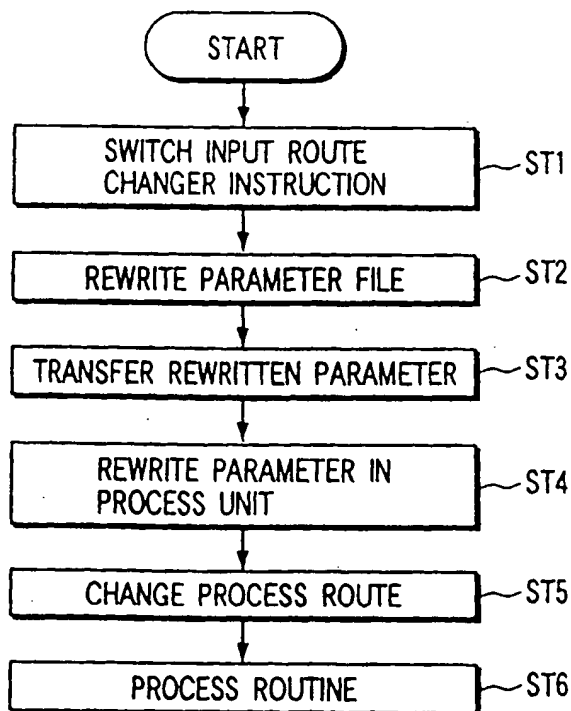 START
SWITCH INPUT ROUTE
CHANGER INSTRUCTION
ST1
REWRITE PARAMETER FILE
ST2
TRANSFER REWRITTEN PARAMETER
ST3
REWRITE PARAMETER IN
PROCESS UNIT
ST4
CHANGE PROCESS ROUTE
ST5
PROCESS ROUTINE
ST6